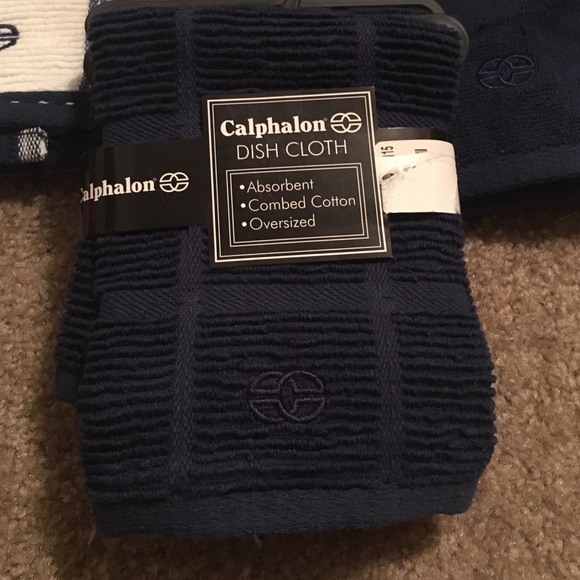 Calphalon
DISH CLOTH
•Absorbent
•Combed Cotton
•Oversized
Calphalon